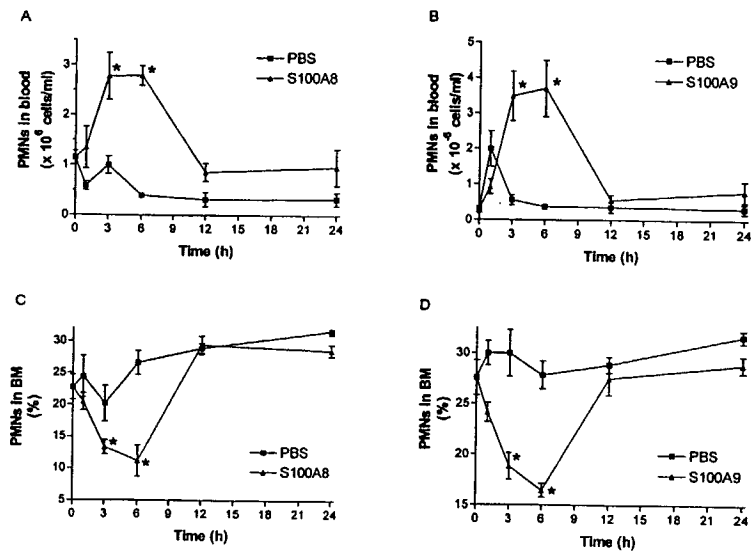 A
PMNs in blood
(x 10⁶ cells/ml)
3
2
1
0
0 3 6 9 12 15 18 21 24
Time (h)
PBS
S100A8
*
*
B
PMNs in blood
(x 10⁻⁶ cells/ml)
5
4
3
2
1
0
0 3 6 9 12 15 18 21 24
Time (h)
PBS
S100A9
*
*
C
PMNs in BM
(%)
30
25
20
15
10
5
0 3 6 9 12 15 18 21 24
Time (h)
PBS
S100A8
*
*
D
PMNs in BM
(%)
30
25
20
15
0 3 6 9 12 15 18 21 24
Time (h)
PBS
S100A9
*
*